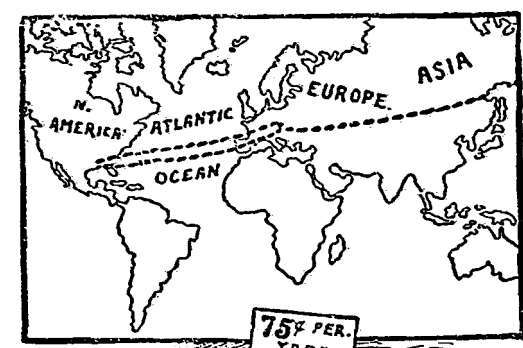 ASIA
EUROPE.
N. AMERICA
ATLANTIC
OCEAN
75¢ PER.